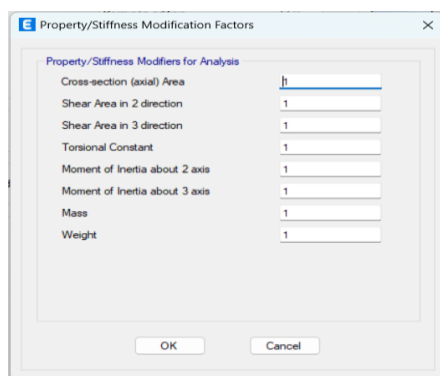 E Property/Stiffness Modification Factors
Property/Stiffness Modifiers for Analysis
Cross-section (axial) Area 1
Shear Area in 2 direction 1
Shear Area in 3 direction 1
Torsional Constant 1
Moment of Inertia about 2 axis 1
Moment of Inertia about 3 axis 1
Mass 1
Weight 1
OK Cancel